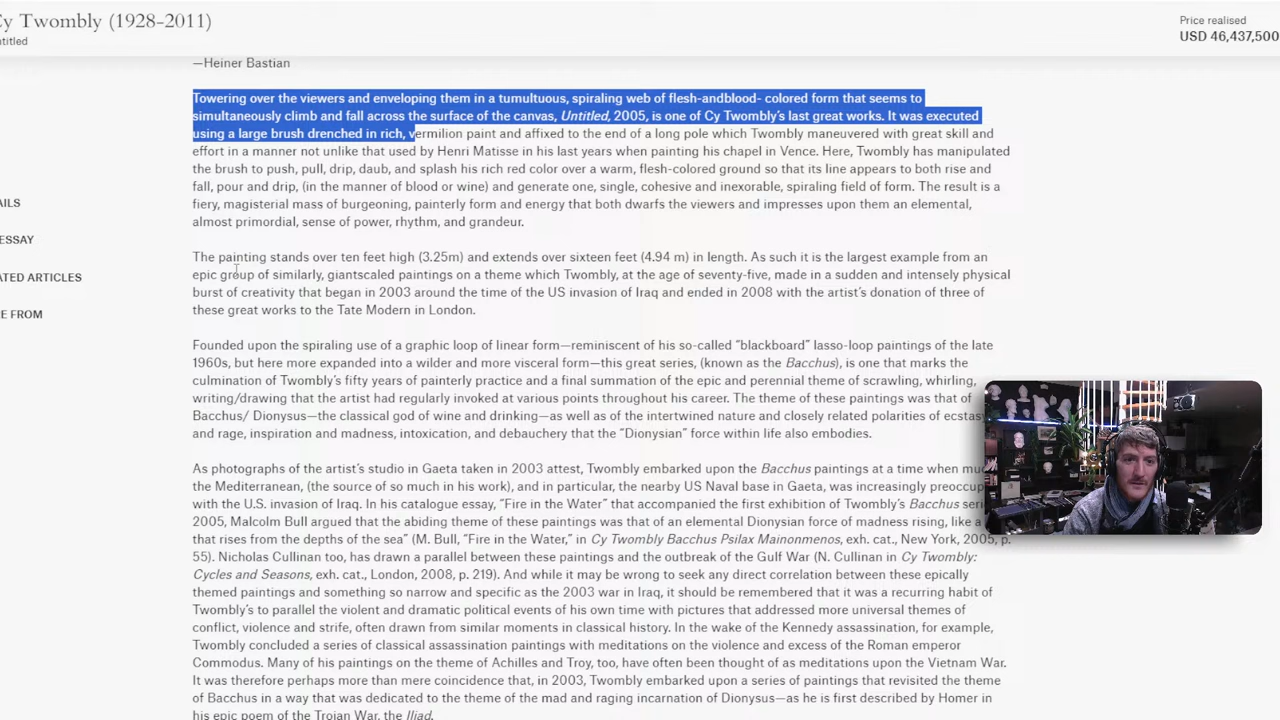 Cy Twombly (1928-2011)
ntitled
Price realised
USD 46,437,500
—Heiner Bastian
Towering over the viewers and enveloping them in a tumultuous, spiraling web of flesh-andblood- colored form that seems to
simultaneously climb and fall across the surface of the canvas, Untitled, 2005, is one of Cy Twombly's last great works. It was executed
using a large brush drenched in rich, vermilion paint and affixed to the end of a long pole which Twombly maneuvered with great skill and
effort in a manner not unlike that used by Henri Matisse in his last years when painting his chapel in Vence. Here, Twombly has manipulated
the brush to push, pull, drip, daub, and splash his rich red color over a warm, flesh-colored ground so that its line appears to both rise and
fall, pour and drip, (in the manner of blood or wine) and generate one, single, cohesive and inexorable, spiraling field of form. The result is a
fiery, magisterial mass of burgeoning, painterly form and energy that both dwarfs the viewers and impresses upon them an elemental,
almost primordial, sense of power, rhythm, and grandeur.
The painting stands over ten feet high (3.25m) and extends over sixteen feet (4.94 m) in length. As such it is the largest example from an
epic group of similarly, giantscaled paintings on a theme which Twombly, at the age of seventy-five, made in a sudden and intensely physical
burst of creativity that began in 2003 around the time of the US invasion of Iraq and ended in 2008 with the artist's donation of three of
these great works to the Tate Modern in London.
Founded upon the spiraling use of a graphic loop of linear form—reminiscent of his so-called "blackboard" lasso-loop paintings of the late
1960s, but here more expanded into a wilder and more visceral form—this great series, (known as the Bacchus), is one that marks the
culmination of Twombly's fifty years of painterly practice and a final summation of the epic and perennial theme of scrawling, whirling,
writing/drawing that the artist had regularly invoked at various points throughout his career. The theme of these paintings was that of
Bacchus/ Dionysus—the classical god of wine and drinking—as well as of the intertwined nature and closely related polarities of ecstas
and rage, inspiration and madness, intoxication, and debauchery that the "Dionysian" force within life also embodies.
As photographs of the artist's studio in Gaeta taken in 2003 attest, Twombly embarked upon the Bacchus paintings at a time when muc
the Mediterranean, (the source of so much in his work), and in particular, the nearby US Naval base in Gaeta, was increasingly preoccup
with the U.S. invasion of Iraq. In his catalogue essay, "Fire in the Water" that accompanied the first exhibition of Twombly's Bacchus seri
2005, Malcolm Bull argued that the abiding theme of these paintings was that of an elemental Dionysian force of madness rising, like a
that rises from the depths of the sea" (M. Bull, "Fire in the Water," in Cy Twombly Bacchus Psilax Mainonmenos, exh. cat., New York, 2005, p.
55). Nicholas Cullinan too, has drawn a parallel between these paintings and the outbreak of the Gulf War (N. Cullinan in Cy Twombly:
Cycles and Seasons, exh. cat., London, 2008, p. 219). And while it may be wrong to seek any direct correlation between these epically
themed paintings and something so narrow and specific as the 2003 war in Iraq, it should be remembered that it was a recurring habit of
Twombly's to parallel the violent and dramatic political events of his own time with pictures that addressed more universal themes of
conflict, violence and strife, often drawn from similar moments in classical history. In the wake of the Kennedy assassination, for example,
Twombly concluded a series of classical assassination paintings with meditations on the violence and excess of the Roman emperor
Commodus. Many of his paintings on the theme of Achilles and Troy, too, have often been thought of as meditations upon the Vietnam War.
It was therefore perhaps more than mere coincidence that, in 2003, Twombly embarked upon a series of paintings that revisited the theme
of Bacchus in a way that was dedicated to the theme of the mad and raging incarnation of Dionysus—as he is first described by Homer in
his epic poem of the Trojan War, the Iliad.
AILS
ESSAY
ATED ARTICLES
RE FROM